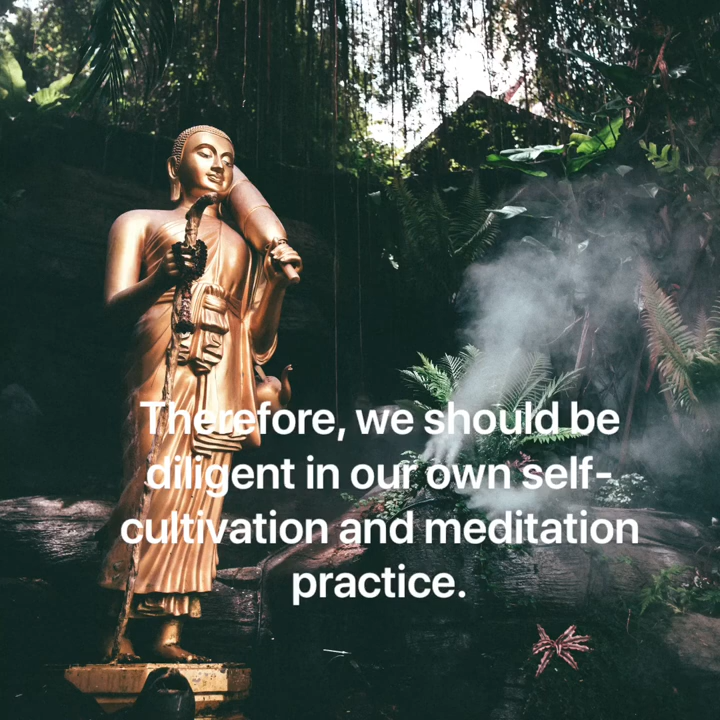 Therefore, we should be
diligent in our own self-
cultivation and meditation
practice.